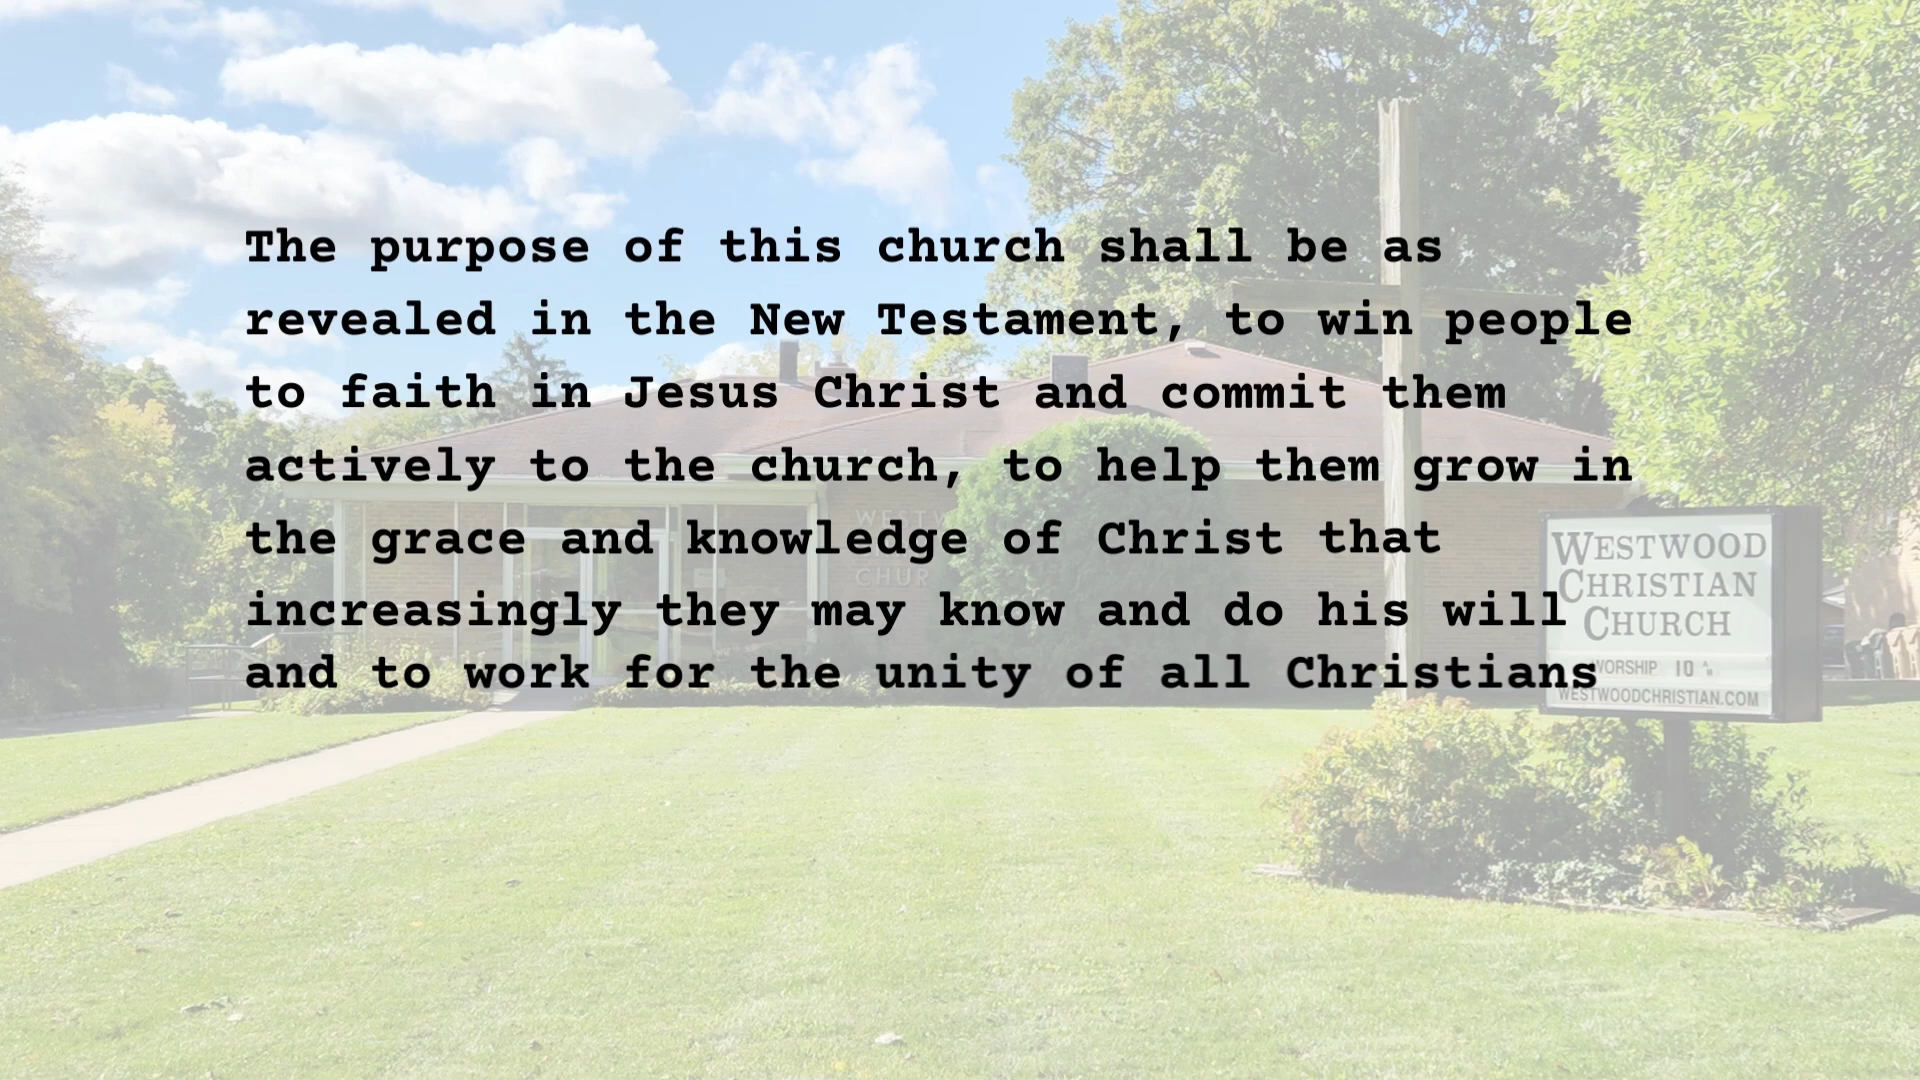 The purpose of this church shall be as
revealed in the New Testament, to win people
to faith in Jesus Christ and commit them
actively to the church, to help them grow in
the grace and knowledge of Christ that
increasingly they may know and do his will
and to work for the unity of all Christians
WESTWOOD
CHRISTIAN
CHURCH
WORSHIP 10
WESTWOODCHRISTIAN.COM